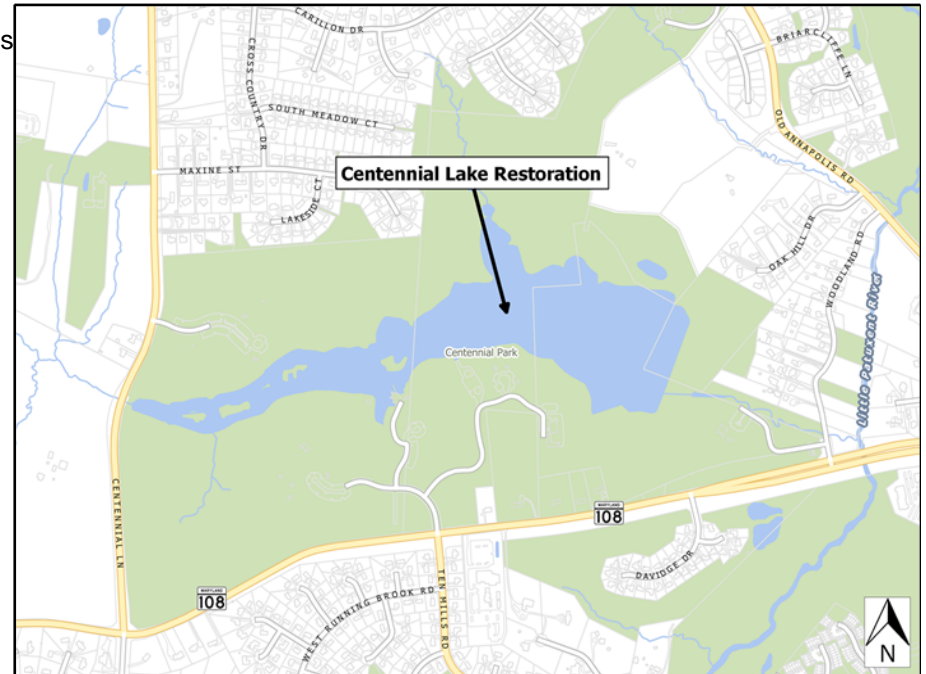 s
CARILLON DR
BRIARCLIFFE LN
CROSS COUNTRY DR
SOUTH MEADOW CT
OLD ANNAPOLIS RD
MAXINE ST
Centennial Lake Restoration
LAKESIDE CT
OAK HILL DR
WOODLAND RD
Little Patuxent River
Centennial Park
CENTENNIAL LN
MARYLAND
108
DAVIDGE DR
TEN MILLS RD
MARYLAND
108
WEST RUNNING BROOK RD
N